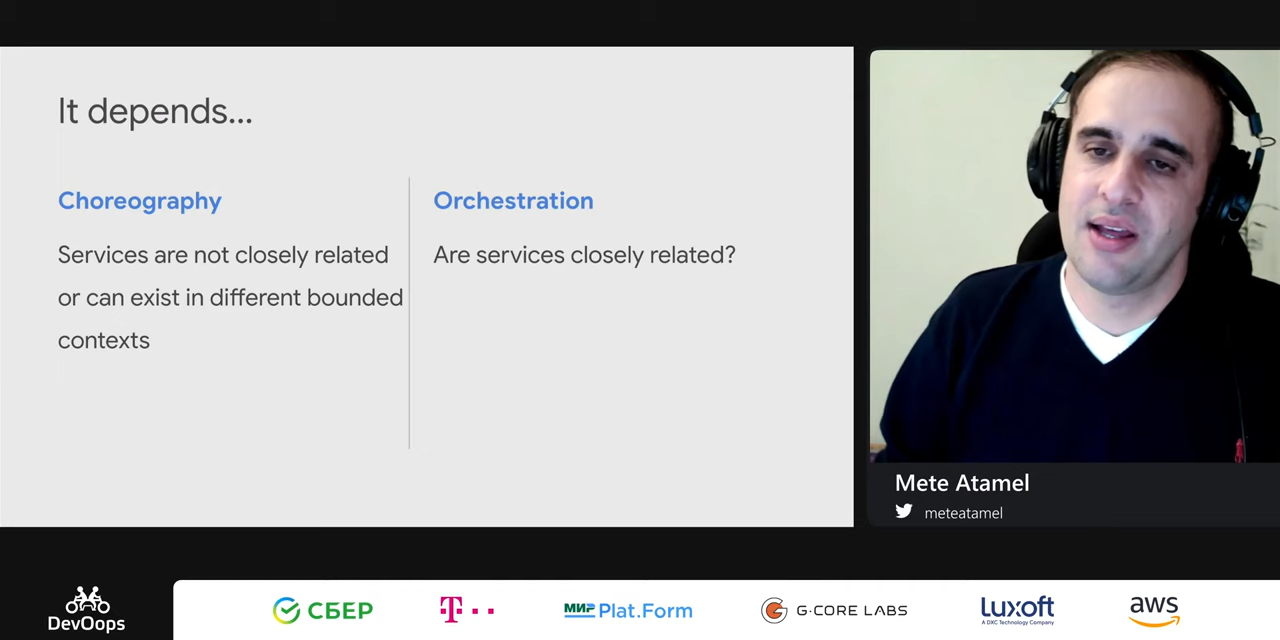 It depends...
Choreography
Services are not closely related
or can exist in different bounded
contexts
Orchestration
Are services closely related?
Mete Atamel
meteatamel
DevOops
СБЕР
T
МИР Plat.Form
G·CORE LABS
Luxoft
A DXC Technology Company
aws